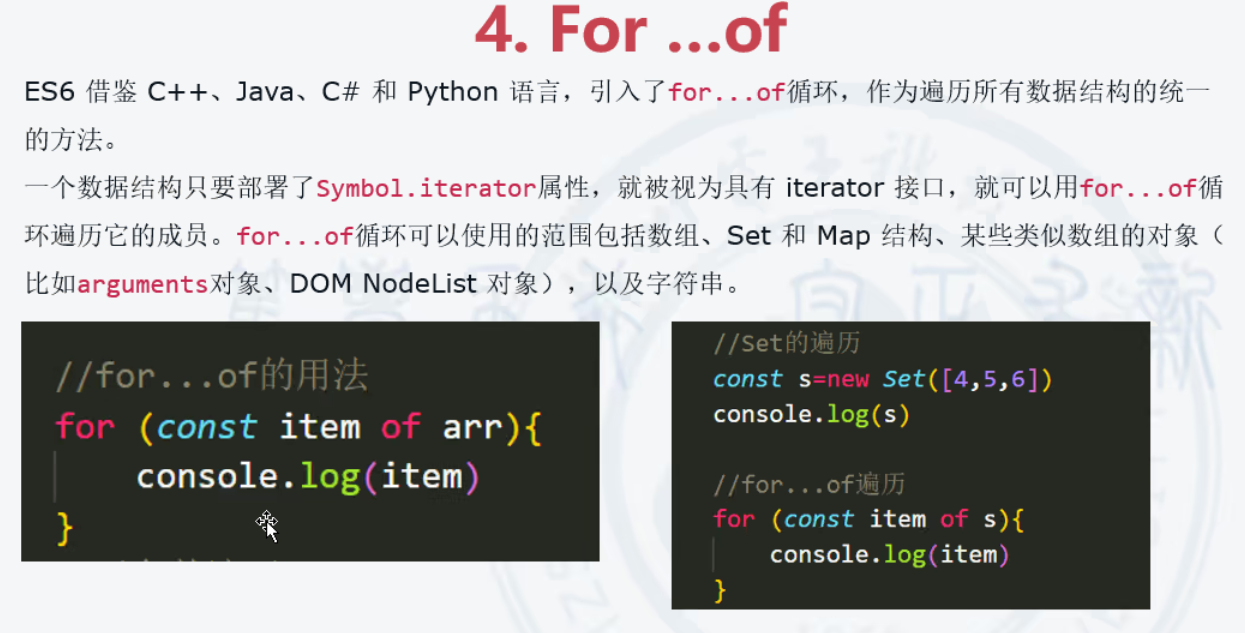 4. For ...of
ES6 借鉴 C++、Java、C# 和 Python 语言，引入了for...of循环，作为遍历所有数据结构的统一
的方法。
一个数据结构只要部署了Symbol.iterator属性，就被视为具有 iterator 接口，就可以用for...of循
环遍历它的成员。for...of循环可以使用的范围包括数组、Set 和 Map 结构、某些类似数组的对象（
比如arguments对象、DOM NodeList 对象），以及字符串。
//for...of的用法
for (const item of arr){
console.log(item)
}
//Set的遍历
const s=new Set([4,5,6])
console.log(s)
//for...of遍历
for (const item of s){
console.log(item)
}